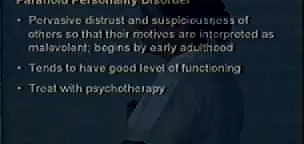 Paranoid Personality Disorder
• Pervasive distrust and suspiciousness of
others so that their motives are interpreted as
malevolent; begins by early adulthood
• Tends to have good level of functioning
• Treat with psychotherapy